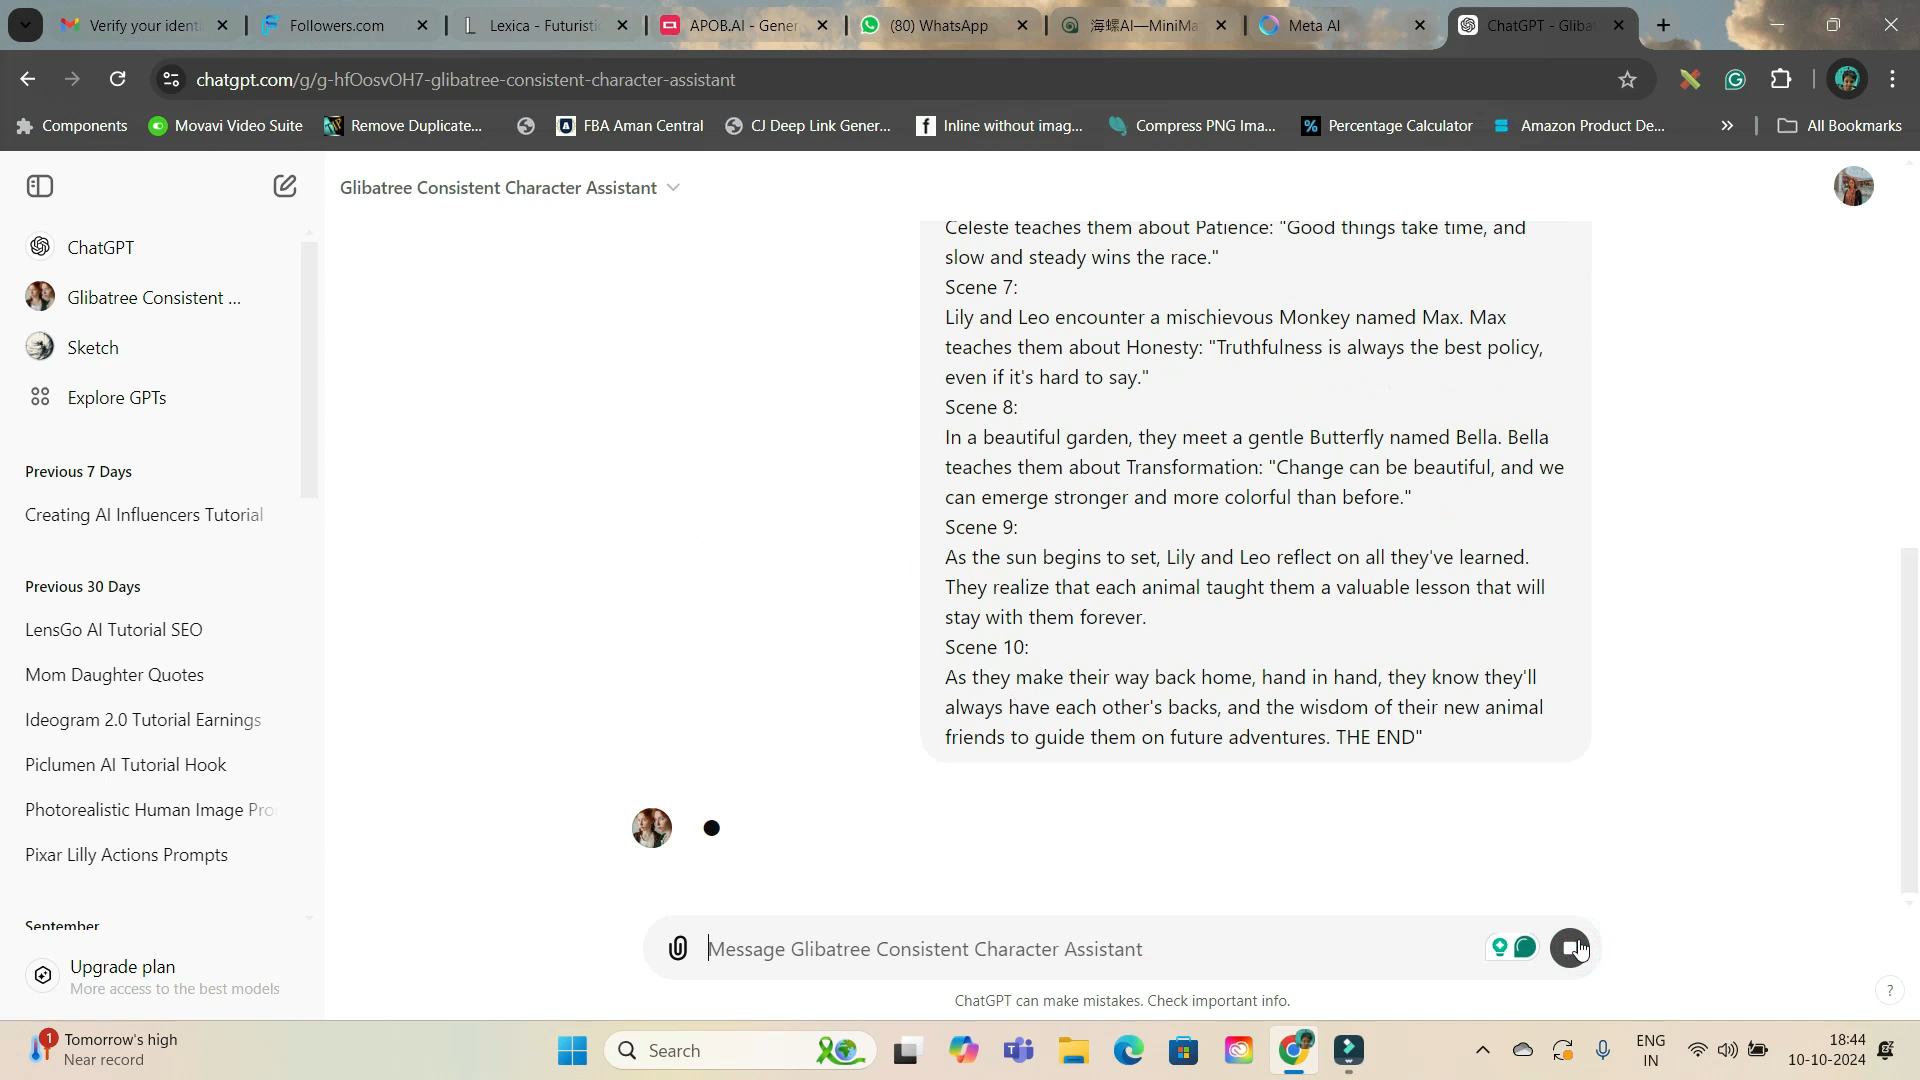 Verify your identi
Followers.com
Lexica - Futuristic
APOB.AI - Gener
(80) WhatsApp
海螺AI—MiniMa
Meta AI
ChatGPT - Gliba
chatgpt.com/g/g-hfOosvOH7-glibatree-consistent-character-assistant
Components
Movavi Video Suite
Remove Duplicate...
FBA Aman Central
CJ Deep Link Gener...
Inline without imag...
Compress PNG Ima...
Percentage Calculator
Amazon Product De...
All Bookmarks
Glibatree Consistent Character Assistant
ChatGPT
Glibatree Consistent ...
Sketch
Explore GPTs
Previous 7 Days
Creating AI Influencers Tutorial
Previous 30 Days
LensGo AI Tutorial SEO
Mom Daughter Quotes
Ideogram 2.0 Tutorial Earnings
Piclumen AI Tutorial Hook
Photorealistic Human Image Pro
Pixar Lilly Actions Prompts
September
Upgrade plan
More access to the best models
Celeste teaches them about Patience: "Good things take time, and
slow and steady wins the race."
Scene 7:
Lily and Leo encounter a mischievous Monkey named Max. Max
teaches them about Honesty: "Truthfulness is always the best policy,
even if it's hard to say."
Scene 8:
In a beautiful garden, they meet a gentle Butterfly named Bella. Bella
teaches them about Transformation: "Change can be beautiful, and we
can emerge stronger and more colorful than before."
Scene 9:
As the sun begins to set, Lily and Leo reflect on all they've learned.
They realize that each animal taught them a valuable lesson that will
stay with them forever.
Scene 10:
As they make their way back home, hand in hand, they know they'll
always have each other's backs, and the wisdom of their new animal
friends to guide them on future adventures. THE END"
Message Glibatree Consistent Character Assistant
ChatGPT can make mistakes. Check important info.
?
1
Tomorrow's high
Near record
Search
ENG
IN
18:44
10-10-2024